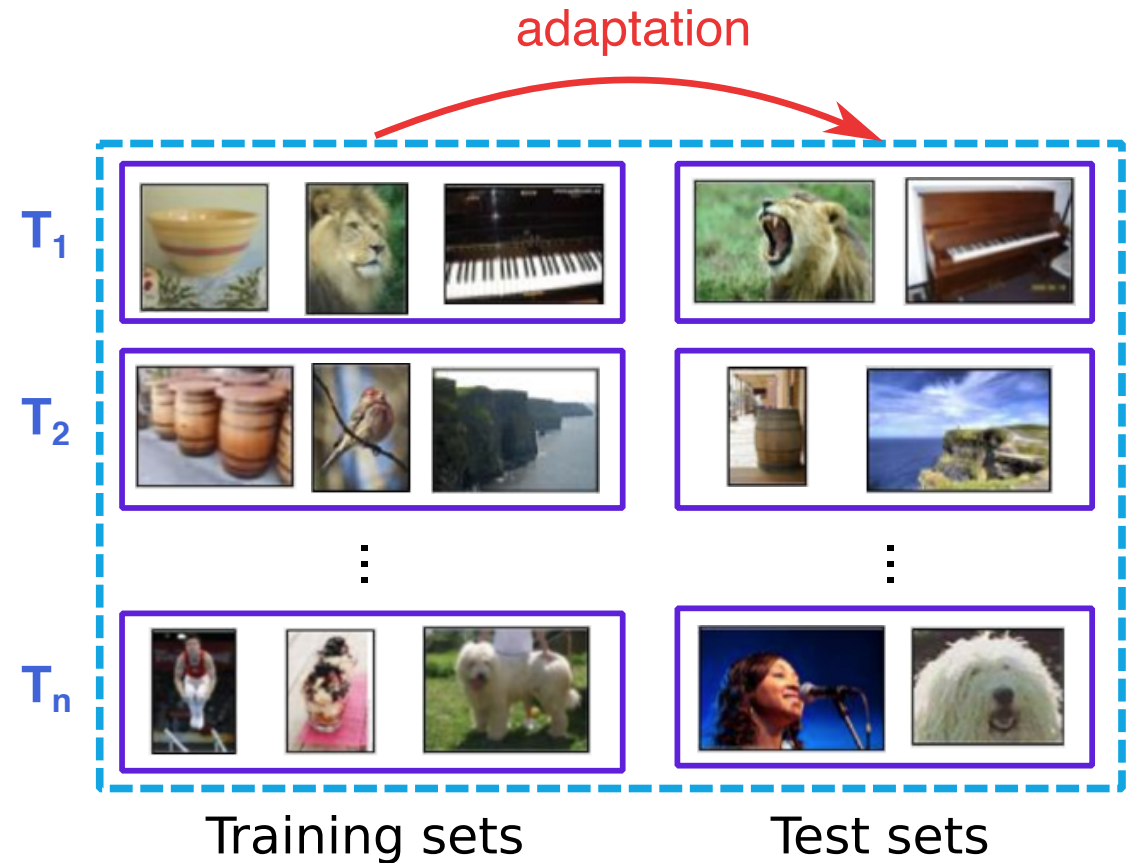 adaptation
T1
T2
⋮
⋮
Tn
Training sets
Test sets